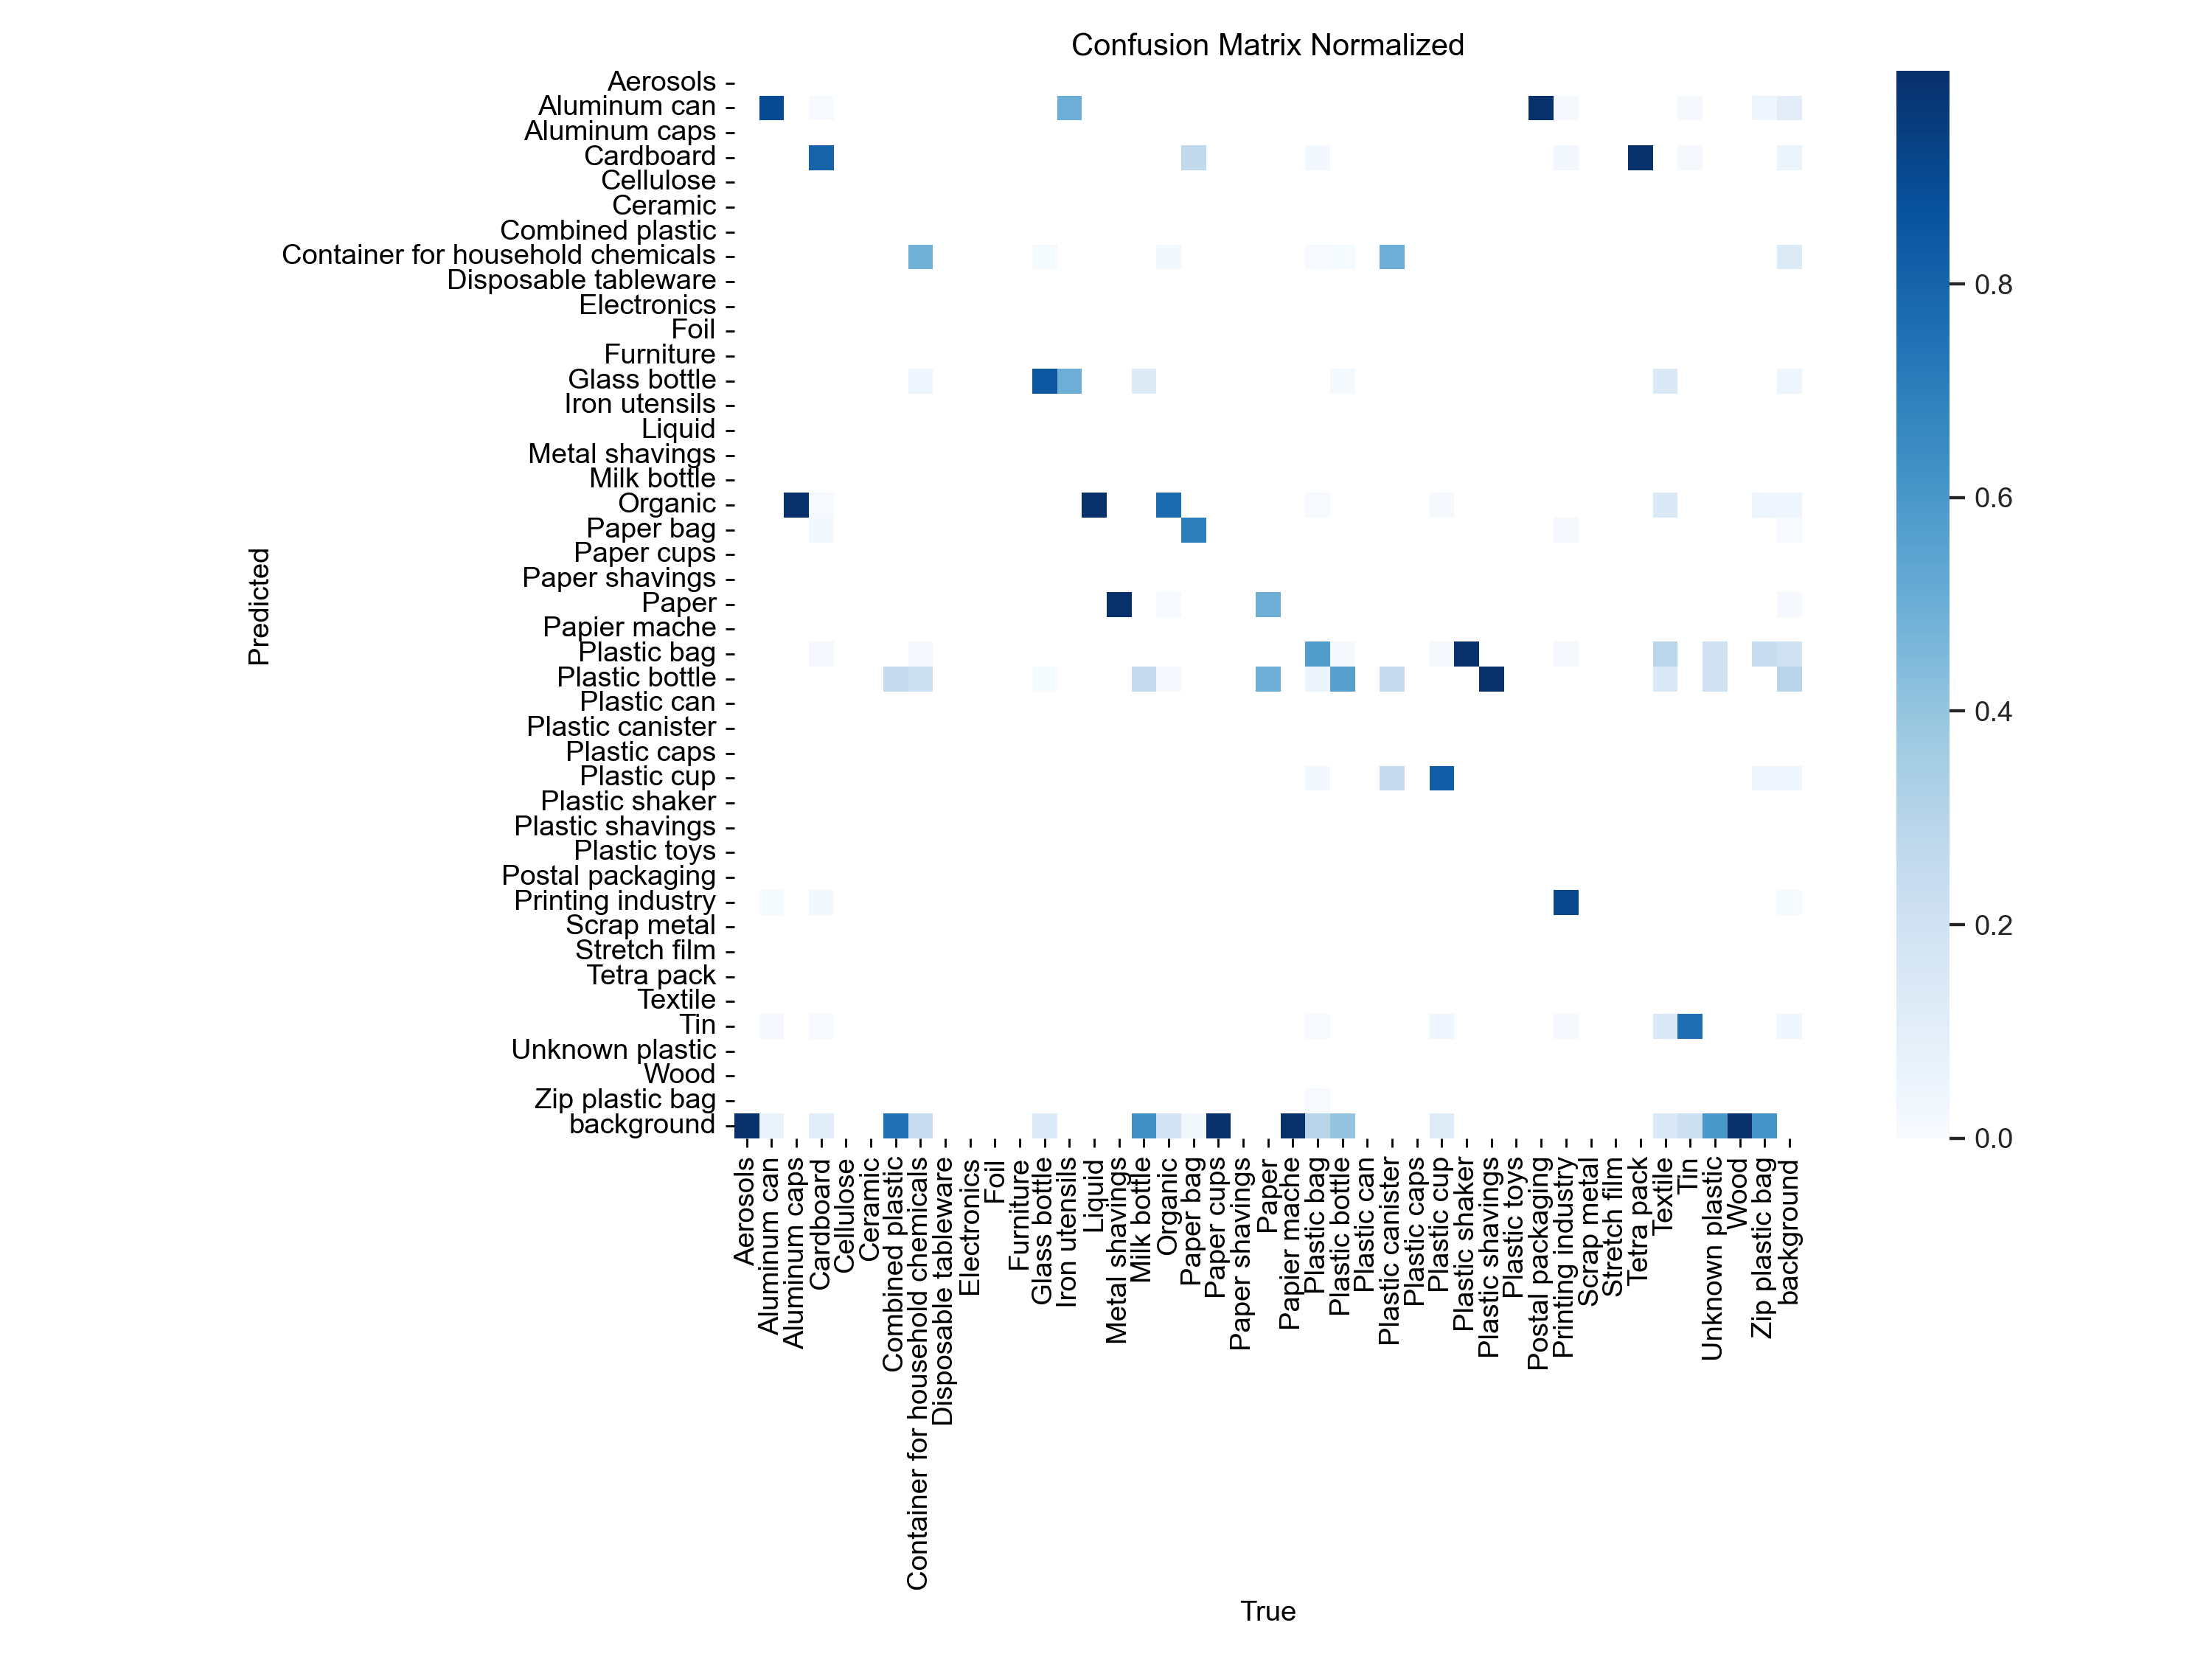 Confusion Matrix Normalized
Aerosols
Aluminum can
Aluminum caps
Cardboard
Cellulose
Ceramic
Combined plastic
Container for household chemicals
Disposable tableware
Electronics
Foil
Furniture
Glass bottle
Iron utensils
Liquid
Metal shavings
Milk bottle
Organic
Paper bag
Paper cups
Paper shavings
Paper
Papier mache
Plastic bag
Plastic bottle
Plastic can
Plastic canister
Plastic caps
Plastic cup
Plastic shaker
Plastic shavings
Plastic toys
Postal packaging
Printing industry
Scrap metal
Stretch film
Tetra pack
Textile
Tin
Unknown plastic
Wood
Zip plastic bag
background
Predicted
Aerosols
Aluminum can
Aluminum caps
Cardboard
Cellulose
Ceramic
Combined plastic
Container for household chemicals
Disposable tableware
Electronics
Foil
Furniture
Glass bottle
Iron utensils
Liquid
Metal shavings
Milk bottle
Organic
Paper bag
Paper cups
Paper shavings
Paper
Papier mache
Plastic bag
Plastic bottle
Plastic can
Plastic canister
Plastic caps
Plastic cup
Plastic shaker
Plastic shavings
Plastic toys
Postal packaging
Printing industry
Scrap metal
Stretch film
Tetra pack
Textile
Tin
Unknown plastic
Wood
Zip plastic bag
background
True
0.8
0.6
0.4
0.2
0.0